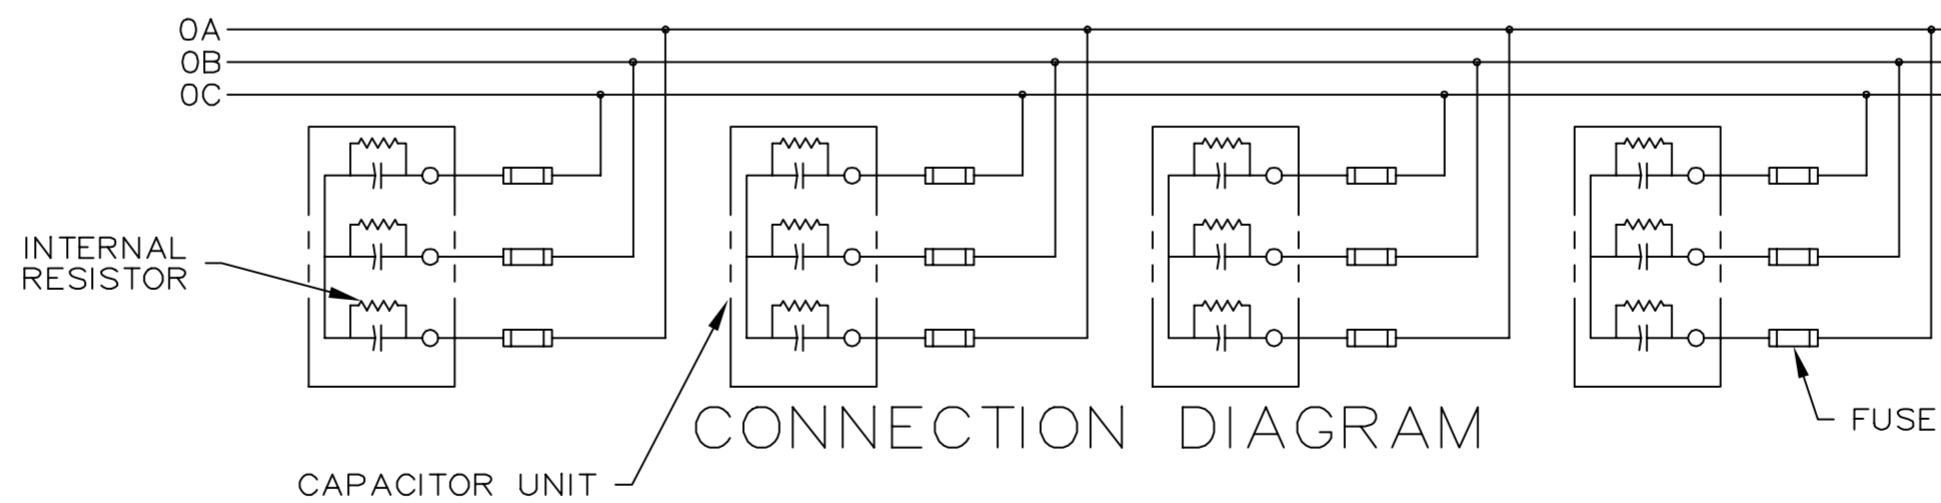 0A
0B
0C
INTERNAL
RESISTOR
CONNECTION DIAGRAM
FUSE
CAPACITOR UNIT